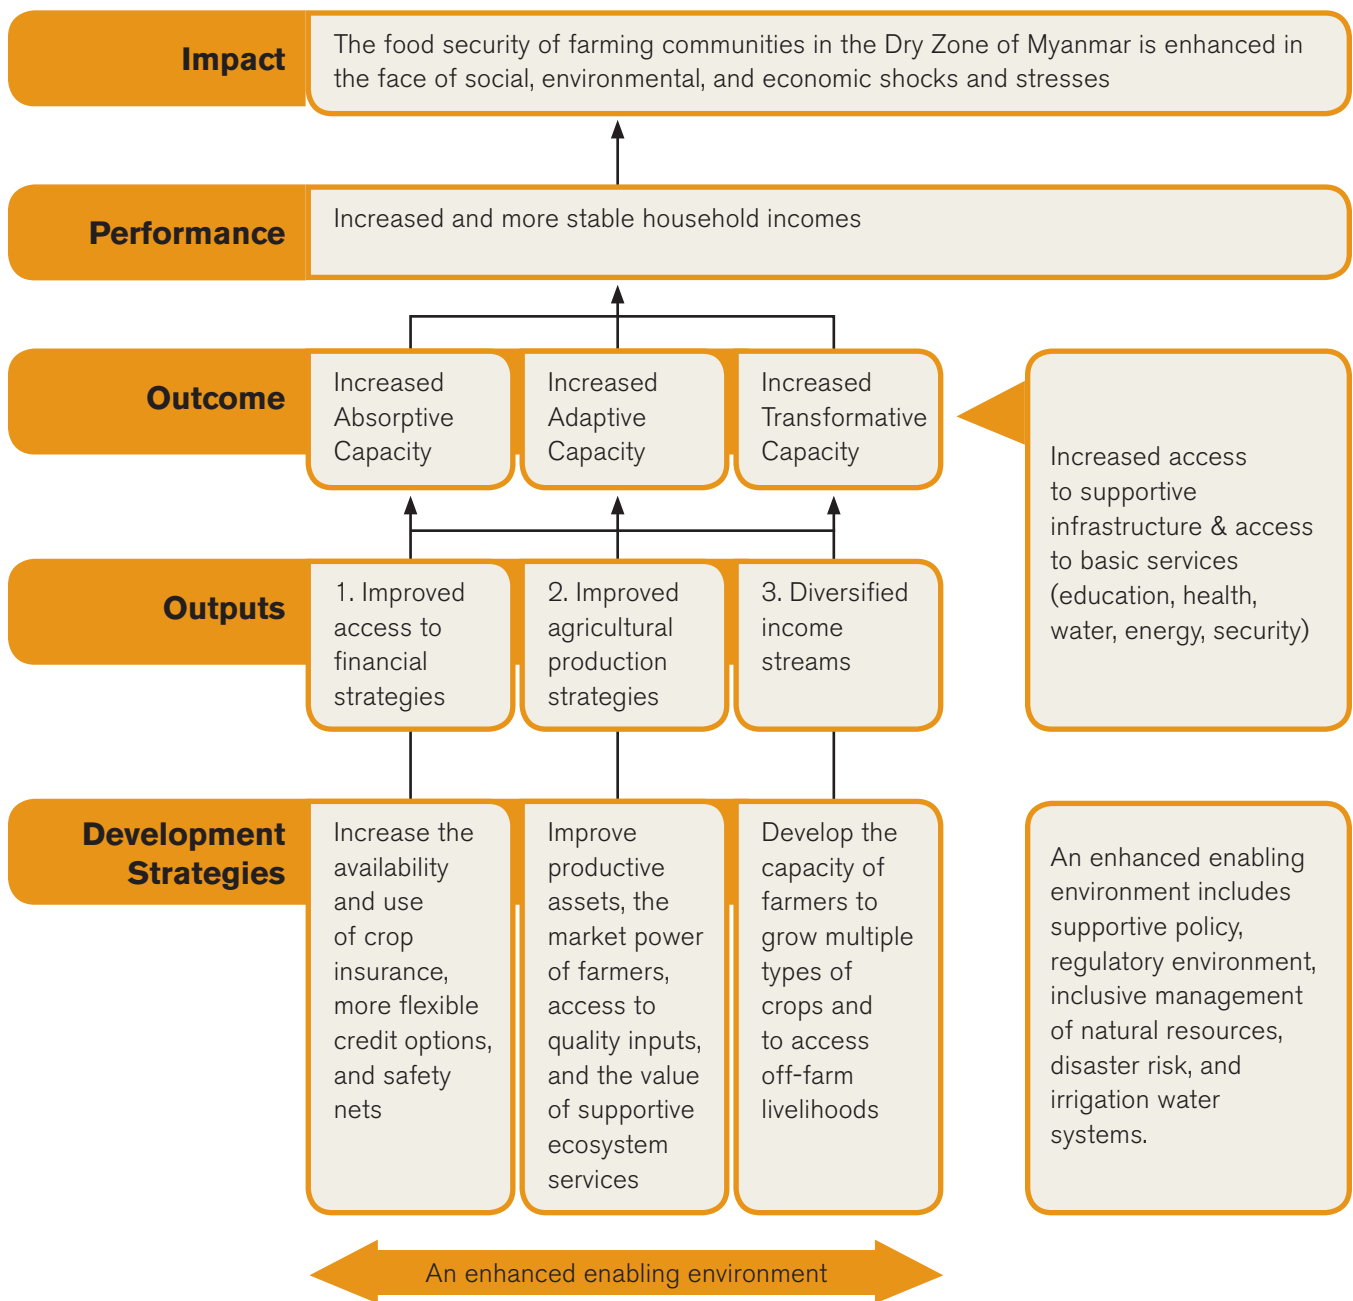 Impact
The food security of farming communities in the Dry Zone of Myanmar is enhanced in
the face of social, environmental, and economic shocks and stresses
Performance
Increased and more stable household incomes
Outcome
Increased
Absorptive
Capacity
Increased
Adaptive
Capacity
Increased
Transformative
Capacity
Increased access
to supportive
infrastructure & access
to basic services
(education, health,
water, energy, security)
Outputs
1. Improved
access to
financial
strategies
2. Improved
agricultural
production
strategies
3. Diversified
income
streams
Development
Strategies
Increase the
availability
and use
of crop
insurance,
more flexible
credit options,
and safety
nets
Improve
productive
assets, the
market power
of farmers,
access to
quality inputs,
and the value
of supportive
ecosystem
services
Develop the
capacity of
farmers to
grow multiple
types of
crops and
to access
off-farm
livelihoods
An enhanced enabling
environment includes
supportive policy,
regulatory environment,
inclusive management
of natural resources,
disaster risk, and
irrigation water
systems.
An enhanced enabling environment